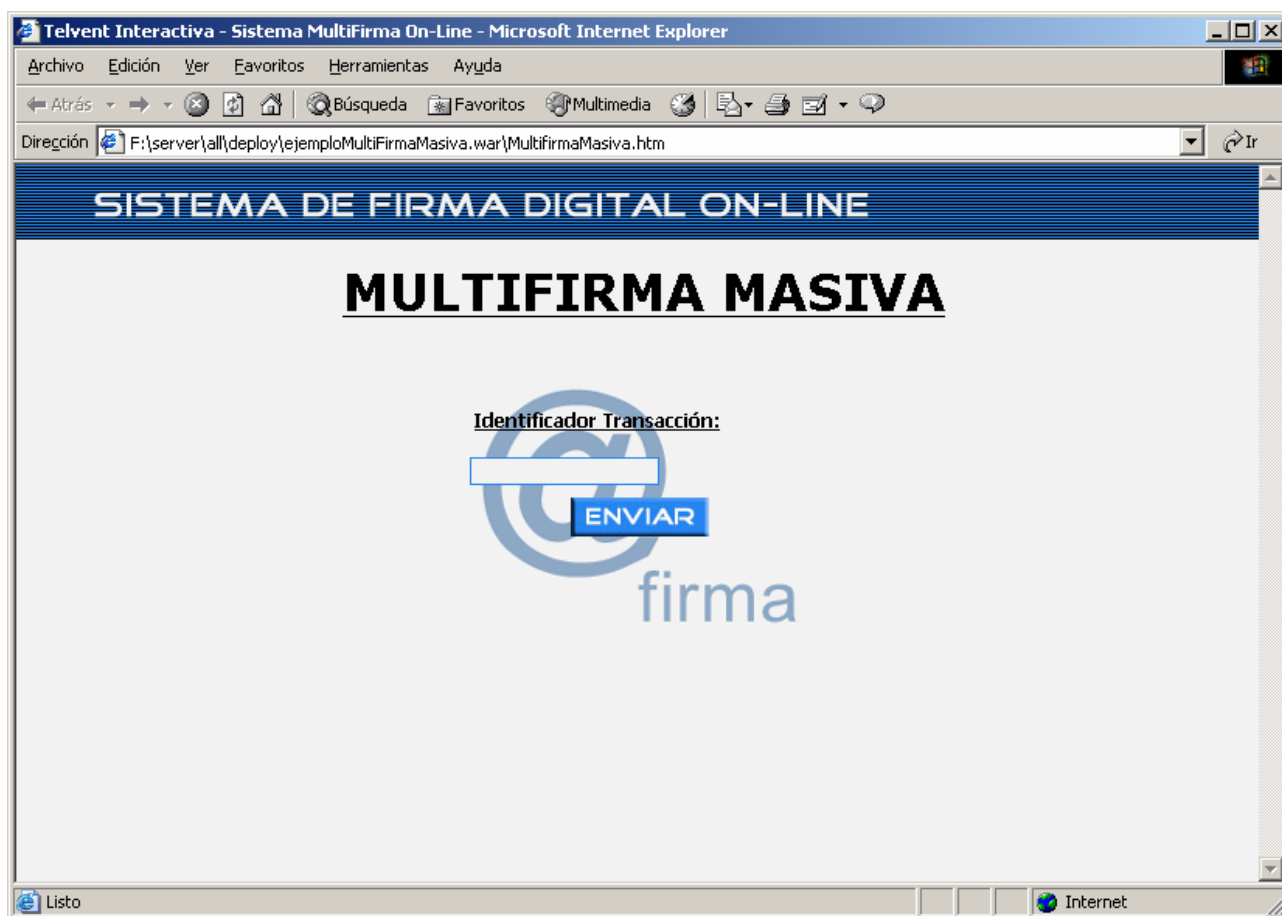 Telvent Interactiva - Sistema MultiFirma On-Line - Microsoft Internet Explorer
Archivo Edición Ver Favoritos Herramientas Ayuda
Atrás Búsqueda Favoritos Multimedia
Dirección F:\server\all\deploy\ejemploMultiFirmaMasiva.war\MultifirmaMasiva.htm Ir
SISTEMA DE FIRMA DIGITAL ON-LINE
MULTIFIRMA MASIVA
Identificador Transacción:
@
ENVIAR
firma
Listo Internet